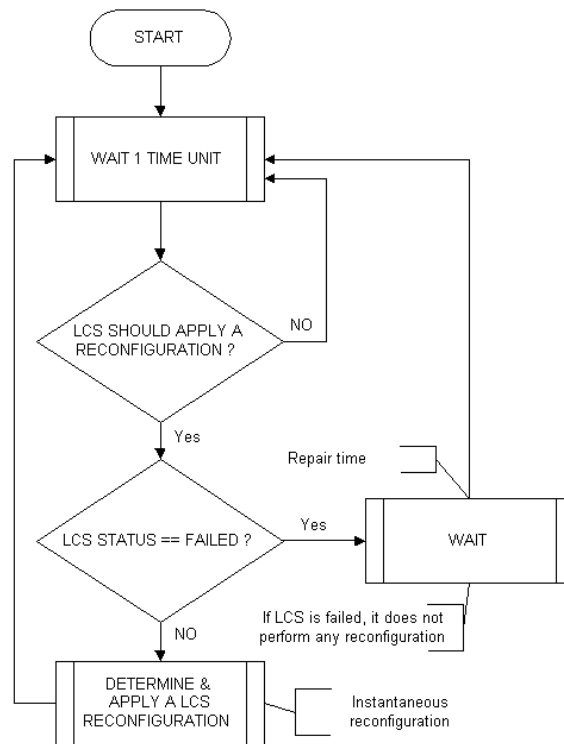 START
WAIT 1 TIME UNIT
LCS SHOULD APPLY A
RECONFIGURATION ?
NO
Yes
Repair time
LCS STATUS == FAILED ?
Yes
WAIT
If LCS is failed, it does not
perform any reconfiguration
NO
DETERMINE &
APPLY A LCS
RECONFIGURATION
Instantaneous
reconfiguration